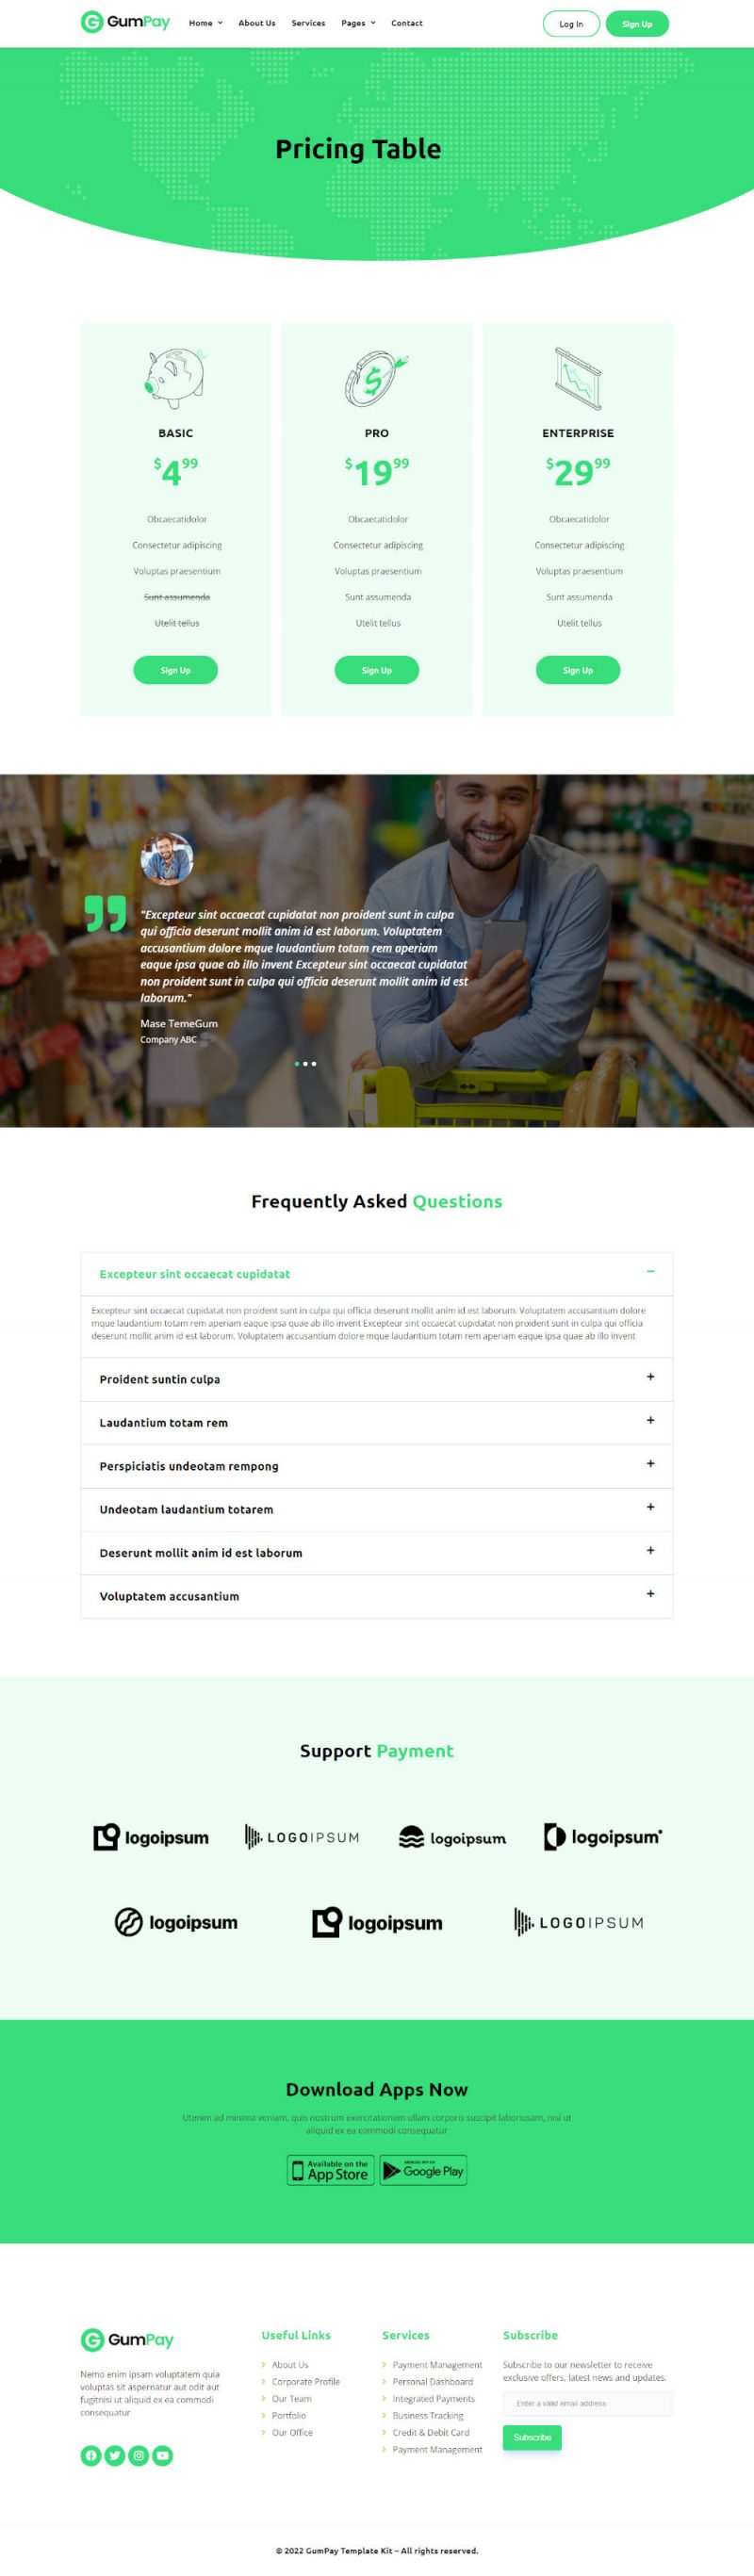 GumPay
Home
About Us
Services
Pages
Contact
Log In
Sign Up
Pricing Table
BASIC
$4 99
Obcaecatidolor
Consectetur adipiscing
Voluptas praesentium
Sunt assumenda
Utelit tellus
Sign Up
PRO
$19 99
Obcaecatidolor
Consectetur adipiscing
Voluptas praesentium
Sunt assumenda
Utelit tellus
Sign Up
ENTERPRISE
$29 99
Obcaecatidolor
Consectetur adipiscing
Voluptas praesentium
Sunt assumenda
Utelit tellus
Sign Up
"Excepteur sint occaecat cupidatat non proident sunt in culpa
qui officia deserunt mollit anim id est laborum. Voluptatem
accusantium dolore mque laudantium totam rem aperiam
eaque ipsa quae ab illo invent Excepteur sint occaecat cupidatat
non proident sunt in culpa qui officia deserunt mollit anim id est
laborum."
Mase TemeGum
Company ABC
Frequently Asked Questions
Excepteur sint occaecat cupidatat
Excepteur sint occaecat cupidatat non proident sunt in culpa qui officia deserunt mollit anim id est laborum. Voluptatem accusantium dolore
mque laudantium totam rem aperiam eaque ipsa quae ab illo invent Excepteur sint occaecat cupidatat non proident sunt in culpa qui officia
deserunt mollit anim id est laborum. Voluptatem accusantium dolore mque laudantium totam rem aperiam eaque ipsa quae ab illo invent
Proident suntin culpa
Laudantium totam rem
Perspiciatis undeotam rempong
Undeotam laudantium totarem
Deserunt mollit anim id est laborum
Voluptatem accusantium
Support Payment
logoipsum
LOGOIPSUM
logoipsum
logoipsum
logoipsum
logoipsum
LOGOIPSUM
Download Apps Now
Utenim ad minima veniam, quis nostrum exercitationem ullam corporis suscipit laboriosam, nisi ut
aliquid ex ea commodi consequatur
Available on the
App Store
Google Play
GumPay
Nemo enim ipsam voluptatem quia
voluptas sit aspernatur aut odit aut
fugitnisi ut aliquid ex ea commodi
consequatur
Useful Links
About Us
Corporate Profile
Our Team
Portfolio
Our Office
Services
Payment Management
Personal Dashboard
Integrated Payments
Business Tracking
Credit & Debit Card
Payment Management
Subscribe
Subscribe to our newsletter to receive
exclusive offers, latest news and updates.
Enter a valid email address
Subscribe
© 2022 GumPay Template Kit – All rights reserved.